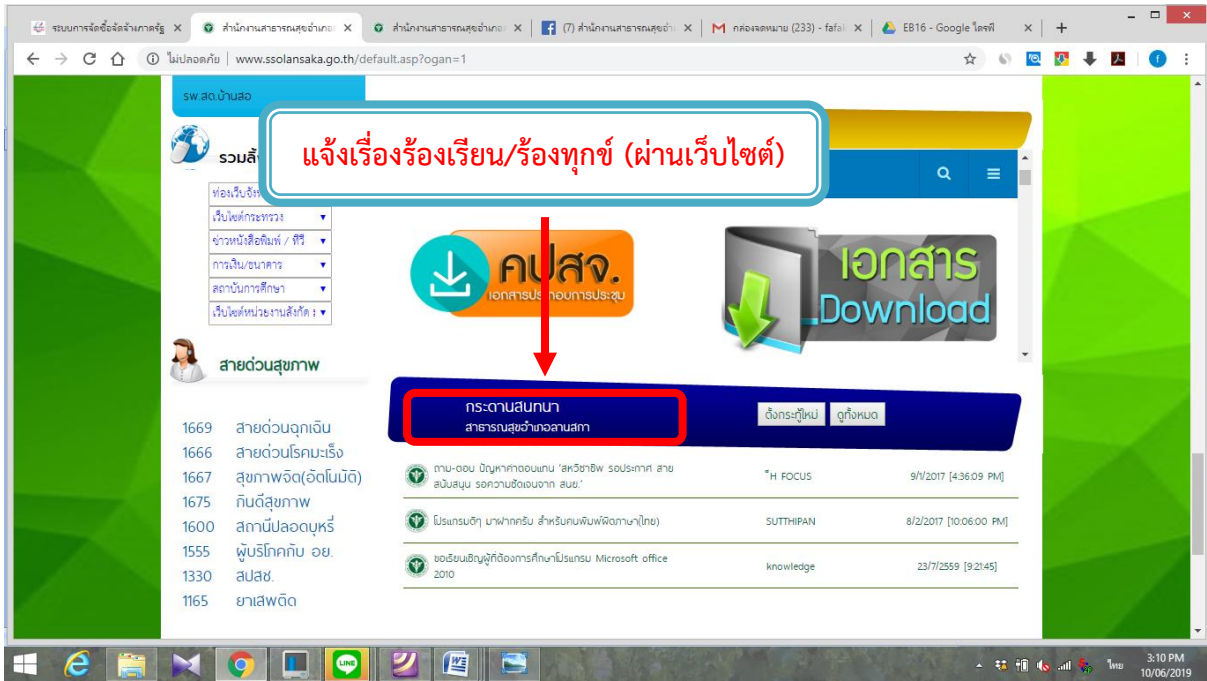 ระบบการจัดซื้อจัดจ้างภาครัฐ
สำนักงานสาธารณสุขอำเภอ
สำนักงานสาธารณสุขอำเภอ
(7) สำนักงานสาธารณสุขอำ
กล่องจดหมาย (233) - fafai
EB16 - Google ไดรฟ์
ไม่ปลอดภัย | www.ssolansaka.go.th/default.asp?ogan=1
รพ.สต.บ้านสอ
แจ้งเรื่องร้องเรียน/ร้องทุกข์ (ผ่านเว็บไซต์)
รวมลิ้
ท่องเว็บจัง
เว็บไซต์กระทรวง
ข่าวหนังสือพิมพ์ / ทีวี
การเงิน/ธนาคาร
สถาบันการศึกษา
เว็บไซต์หน่วยงานสังกัด
คปสจ.
เอกสารประกอบการประชุม
เอกสาร
Download
สายด่วนสุขภาพ
1669 สายด่วนฉุกเฉิน
1666 สายด่วนโรคมะเร็ง
1667 สุขภาพจิต(อัตโนมัติ)
1675 กินดีสุขภาพ
1600 สถานีปลอดบุหรี่
1555 ผู้บริโภคกับ อย.
1330 สปสช.
1165 ยาเสพติด
กระดานสนทนา
สาธารณสุขอำเภอลานสกา
ตั้งกระทู้ใหม่ ดูทั้งหมด
ถาม-ตอบ ปัญหาค่าตอบแทน 'สหวิชาชีพ รอประกาศ สาย
สนับสนุน รอความชัดเจนจาก สนย.'
H FOCUS
9/1/2017 [4:36:09 PM]
โปรแกรมดีๆ มาฝากครับ สำหรับคนพิมพ์ผิดภาษา(ไทย)
SUTTHIPAN
8/2/2017 [10:06:00 PM]
ขอเรียนเชิญผู้ที่ต้องการศึกษาโปรแกรม Microsoft office
2010
knowledge
23/7/2559 [9:21:45]
ไทย
3:10 PM
10/06/2019